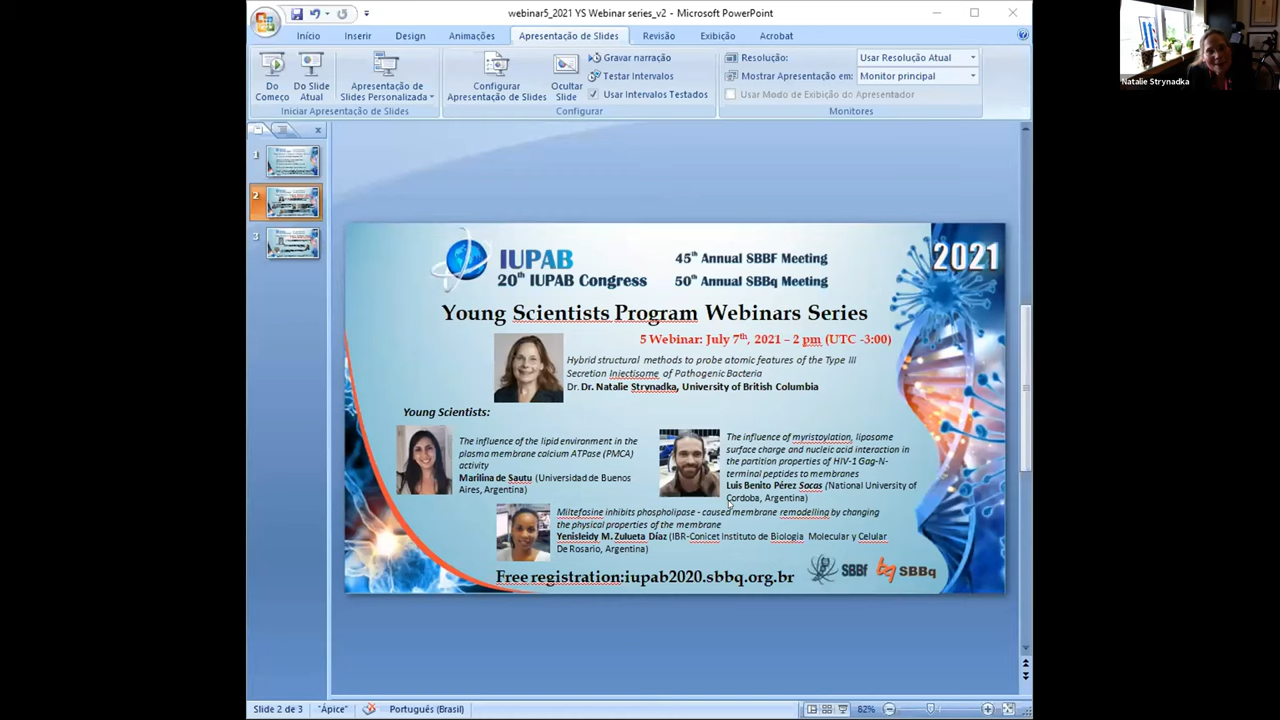 webinar5_2021 YS Webinar series_v2 - Microsoft PowerPoint
Início Inserir Design Animações Apresentação de Slides Revisão Exibição Acrobat
Do Começo
Do Slide Atual
Apresentação de Slides Personalizada
Iniciar Apresentação de Slides
Configurar Apresentação de Slides
Ocultar Slide
Gravar narração
Testar Intervalos
Usar Intervalos Testados
Configurar
Resolução: Usar Resolução Atual
Mostrar Apresentação em: Monitor principal
Usar Modo de Exibição do Apresentador
Monitores
Natalie Strynadka
1
2
3
IUPAB
20th IUPAB Congress
45th Annual SBBF Meeting
50th Annual SBBq Meeting
2021
Young Scientists Program Webinars Series
5 Webinar: July 7th, 2021 – 2 pm (UTC -3:00)
Hybrid structural methods to probe atomic features of the Type III
Secretion Injectisome of Pathogenic Bacteria
Dr. Dr. Natalie Strynadka, University of British Columbia
Young Scientists:
The influence of the lipid environment in the
plasma membrane calcium ATPase (PMCA)
activity
Marilina de Sautu (Universidad de Buenos
Aires, Argentina)
The influence of myristoylation, liposome
surface charge and nucleic acid interaction in
the partition properties of HIV-1 Gag-N-
terminal peptides to membranes
Luis Benito Pérez Socas (National University of
Cordoba, Argentina)
Miltefosine inhibits phospholipase - caused membrane remodelling by changing
the physical properties of the membrane
Yenisleidy M. Zulueta Díaz (IBR-Conicet Instituto de Biologia Molecular y Celular
De Rosario, Argentina)
Free registration:iupab2020.sbbq.org.br
SBBf
SBBq
Slide 2 de 3 "Ápice" Português (Brasil) 82%